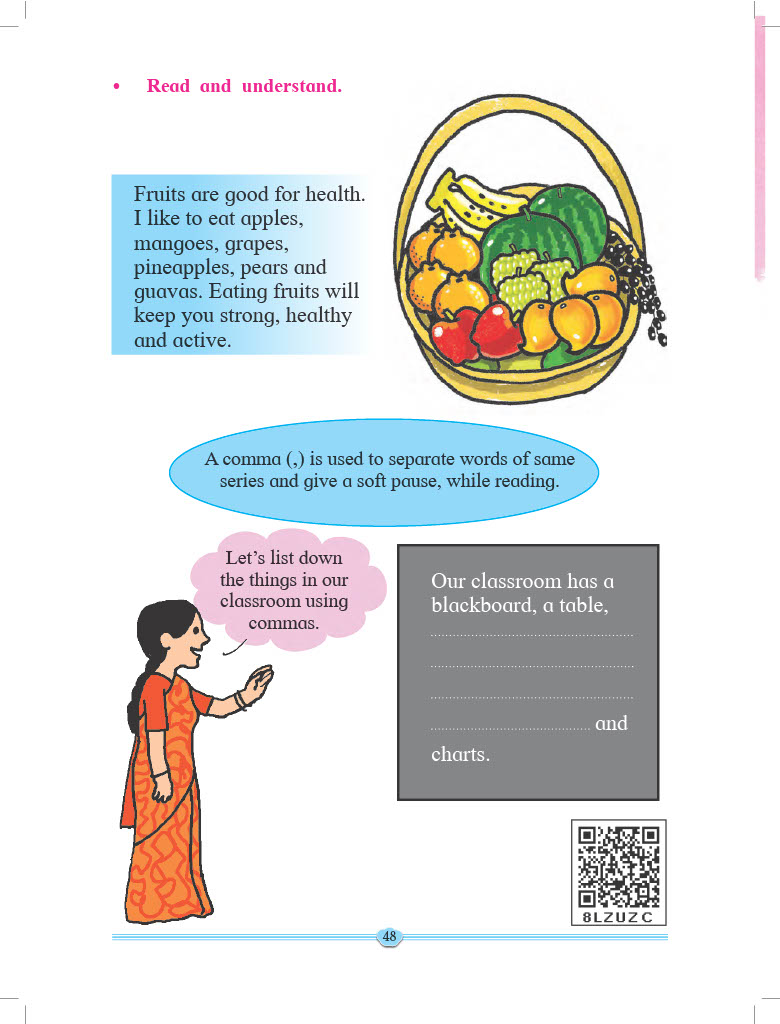 • Read and understand.
Fruits are good for health.
I like to eat apples,
mangoes, grapes,
pineapples, pears and
guavas. Eating fruits will
keep you strong, healthy
and active.
A comma (,) is used to separate words of same
series and give a soft pause, while reading.
Let’s list down
the things in our
classroom using
commas.
Our classroom has a
blackboard, a table,
................................................................
................................................................
................................................................
.................................................. and
charts.
8LZUZC
48